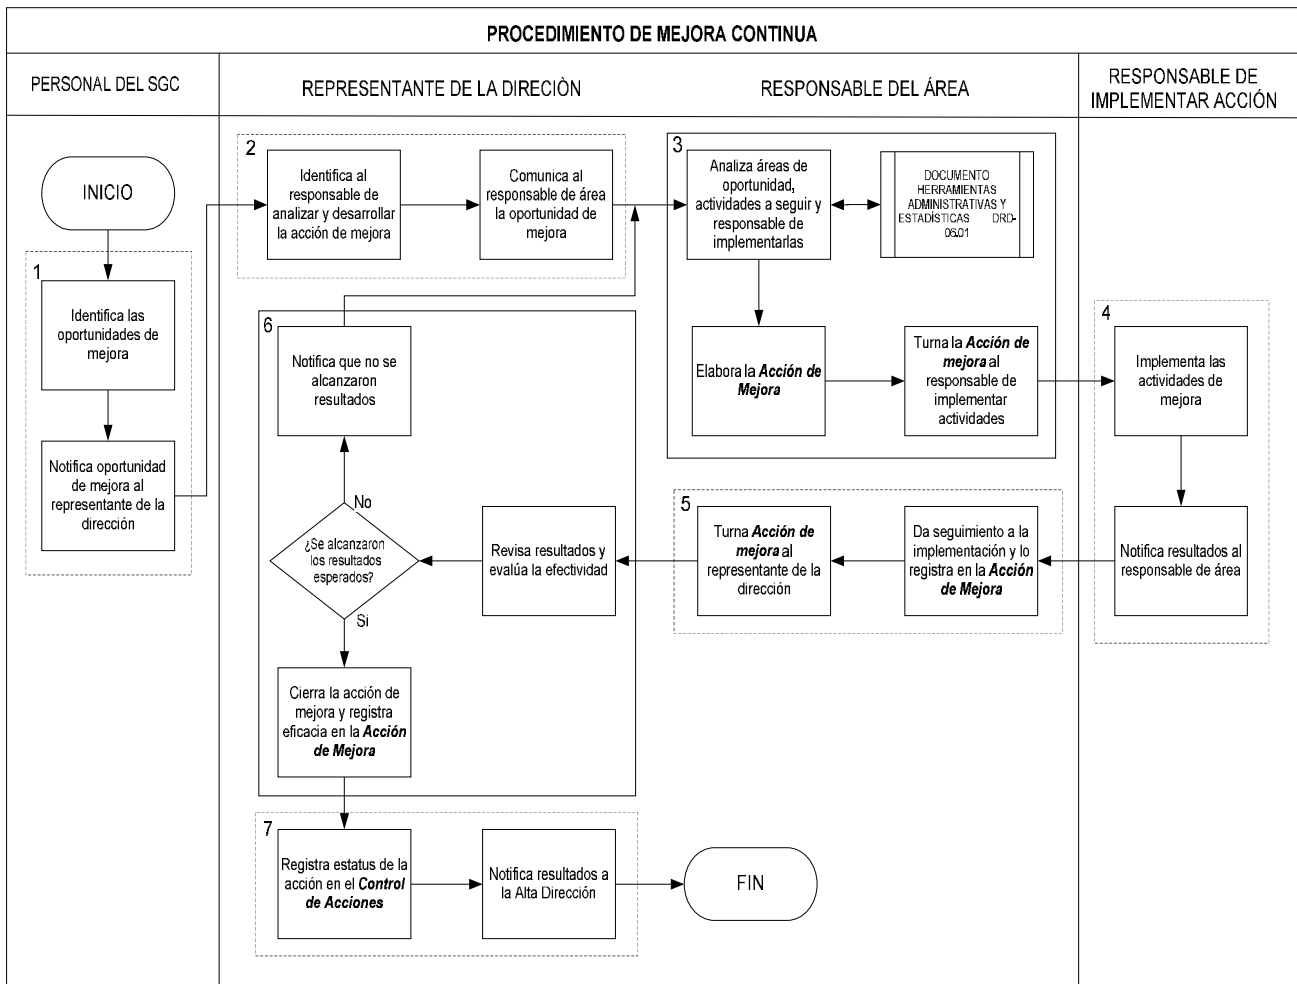 PROCEDIMIENTO DE MEJORA CONTINUA
PERSONAL DEL SGC
REPRESENTANTE DE LA DIRECIÒN
RESPONSABLE DEL ÁREA
RESPONSABLE DE
IMPLEMENTAR ACCIÓN
INICIO
1
Identifica las
oportunidades de
mejora
Notifica oportunidad
de mejora al
representante de la
dirección
2
Identifica al
responsable de
analizar y desarrollar
la acción de mejora
Comunica al
responsable de área
la oportunidad de
mejora
3
Analiza áreas de
oportunidad,
actividades a seguir y
responsable de
implementarlas
DOCUMENTO
HERRAMIENTAS
ADMINISTRATIVAS Y
ESTADÍSTICAS DRD-
06.01
Elabora la Acción de
Mejora
Turna la Acción de
mejora al
responsable de
implementar
actividades
4
Implementa las
actividades de
mejora
Notifica resultados al
responsable de área
5
Da seguimiento a la
implementación y lo
registra en la Acción
de Mejora
Turna Acción de
mejora al
representante de la
dirección
6
Revisa resultados y
evalúa la efectividad
¿Se alcanzaron
los resultados
esperados?
No
Notifica que no se
alcanzaron
resultados
Si
Cierra la acción de
mejora y registra
eficacia en la Acción
de Mejora
7
Registra estatus de la
acción en el Control
de Acciones
Notifica resultados a
la Alta Dirección
FIN